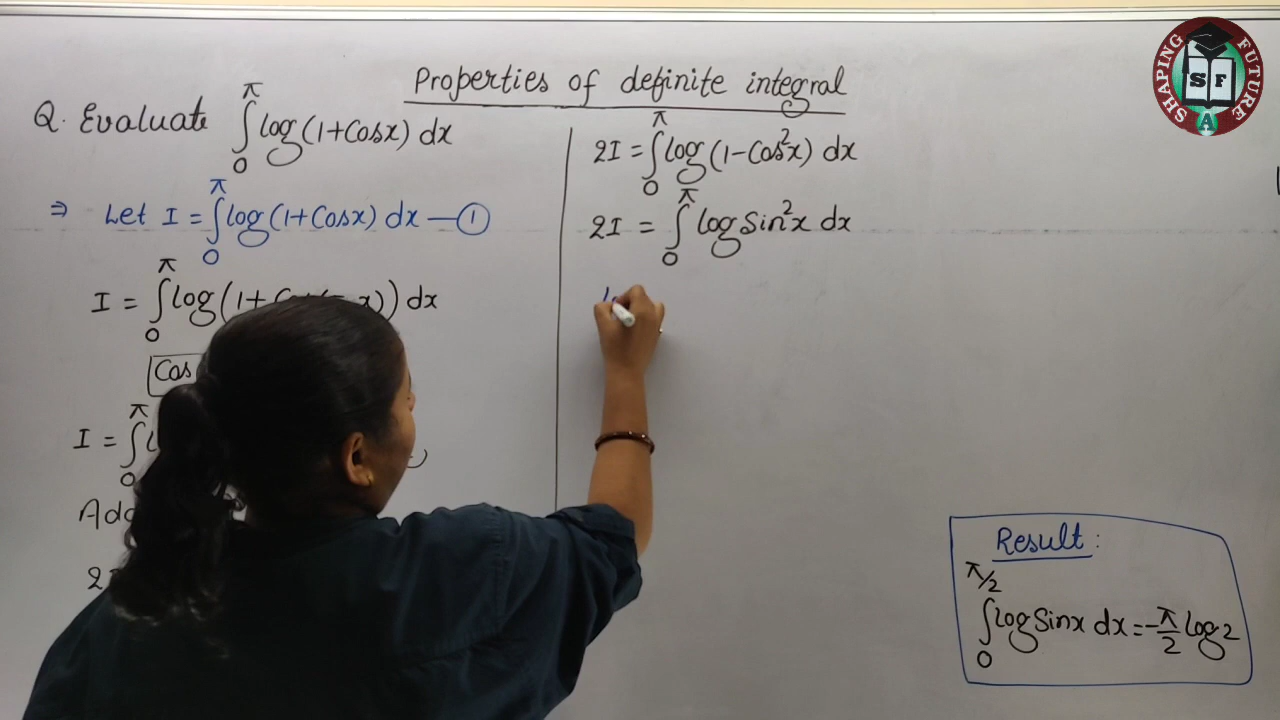 Properties of definite integral
Q. Evaluate ∫₀^π log(1+Cosx) dx
⇒ Let I = ∫₀^π log(1+Cosx) dx —①
I = ∫₀^π log(1+ x)) dx
Cos
I = ∫₀^π
2I = ∫₀^π log(1-Cos²x) dx
2I = ∫₀^π log Sin²x dx
Result:
∫₀^π/2 log Sinx dx = -π/2 log 2
SHAPING FUTURE
SF
A